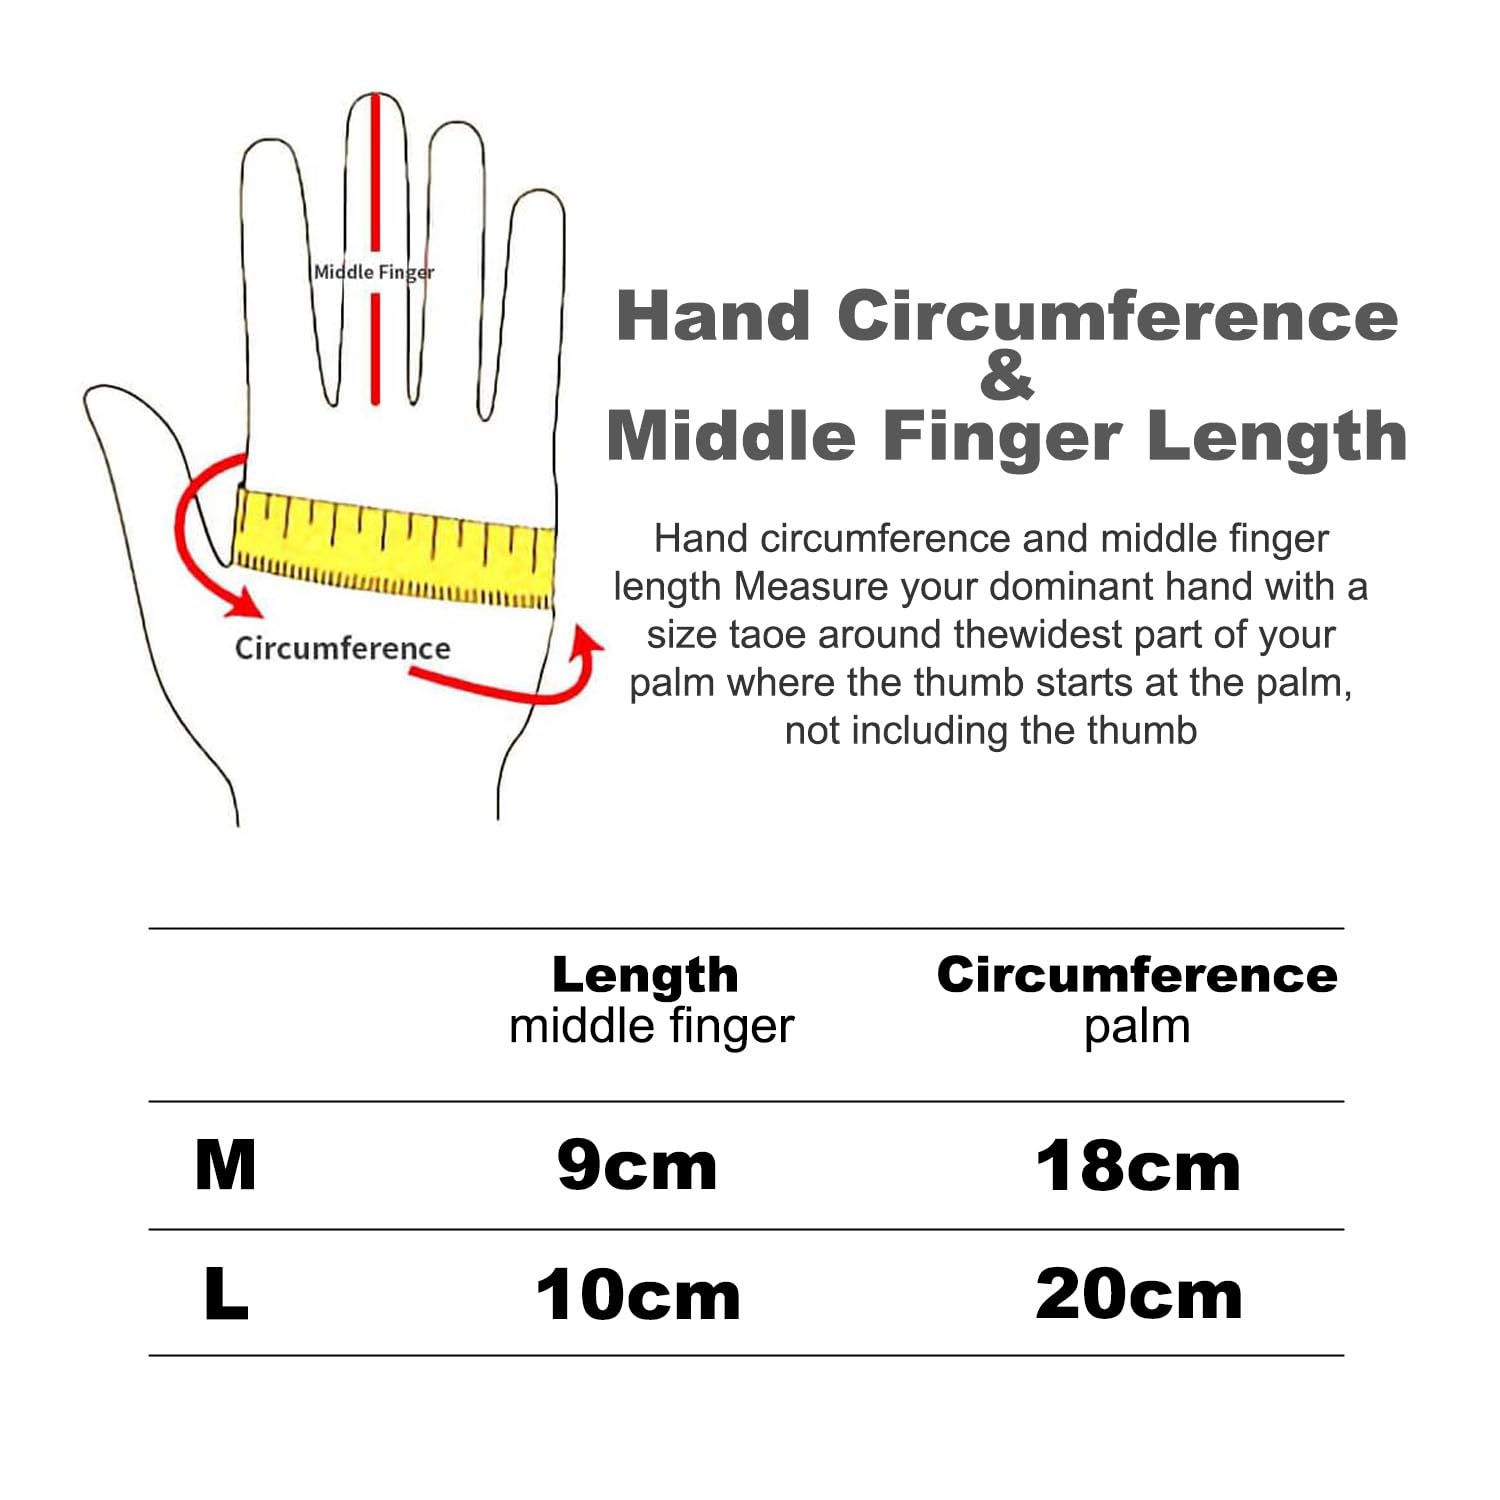 Middle Finger
Circumference
Hand Circumference
&
Middle Finger Length
Hand circumference and middle finger
length Measure your dominant hand with a
size taoe around thewidest part of your
palm where the thumb starts at the palm,
not including the thumb
Length Circumference
middle finger palm
M 9cm 18cm
L 10cm 20cm